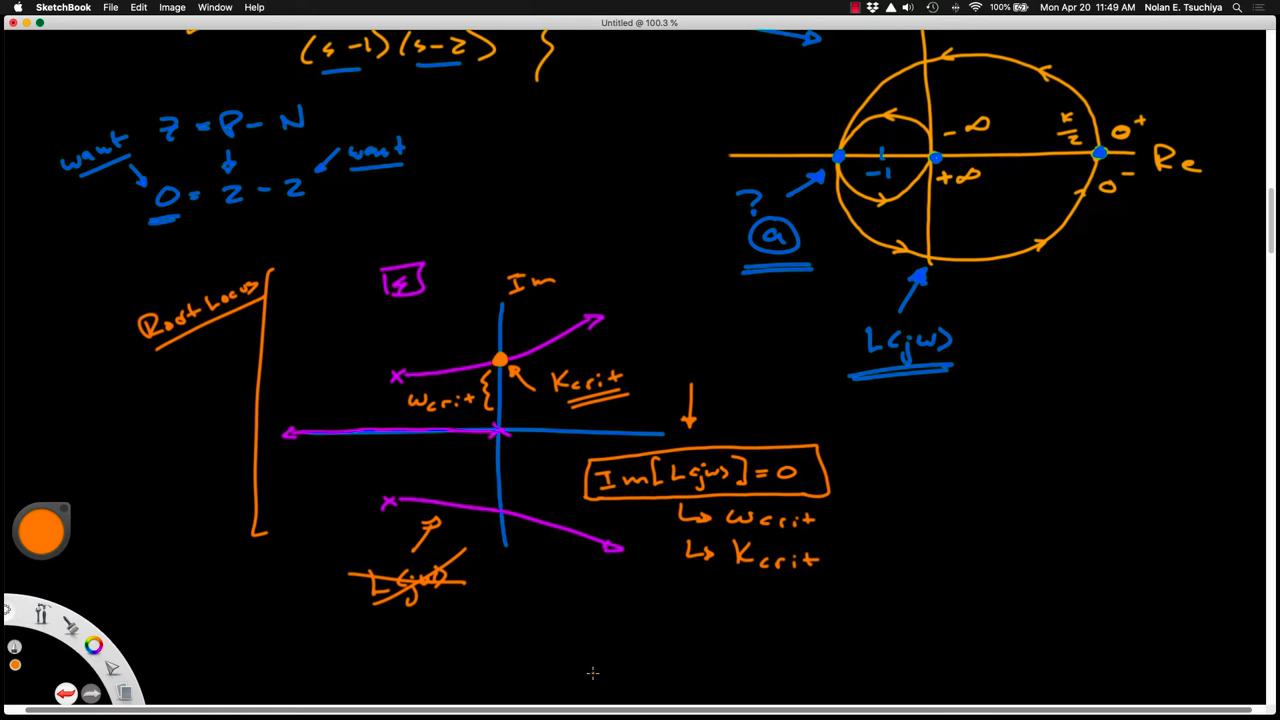 SketchBook File Edit Image Window Help 100% Mon Apr 20 11:49 AM Nolan E. Tsuchiya
Untitled @ 100.3 %
(s-1)(s-2)
Z = P - N
want
want
0 = 2 - 2
K/2
0+
-∞
Re
-1
+∞
0-
?
a
L(jω)
Root Locus
s
Im
Kcrit
ωcrit
Im[L(jω)] = 0
↳ ωcrit
↳ Kcrit
L(jω)